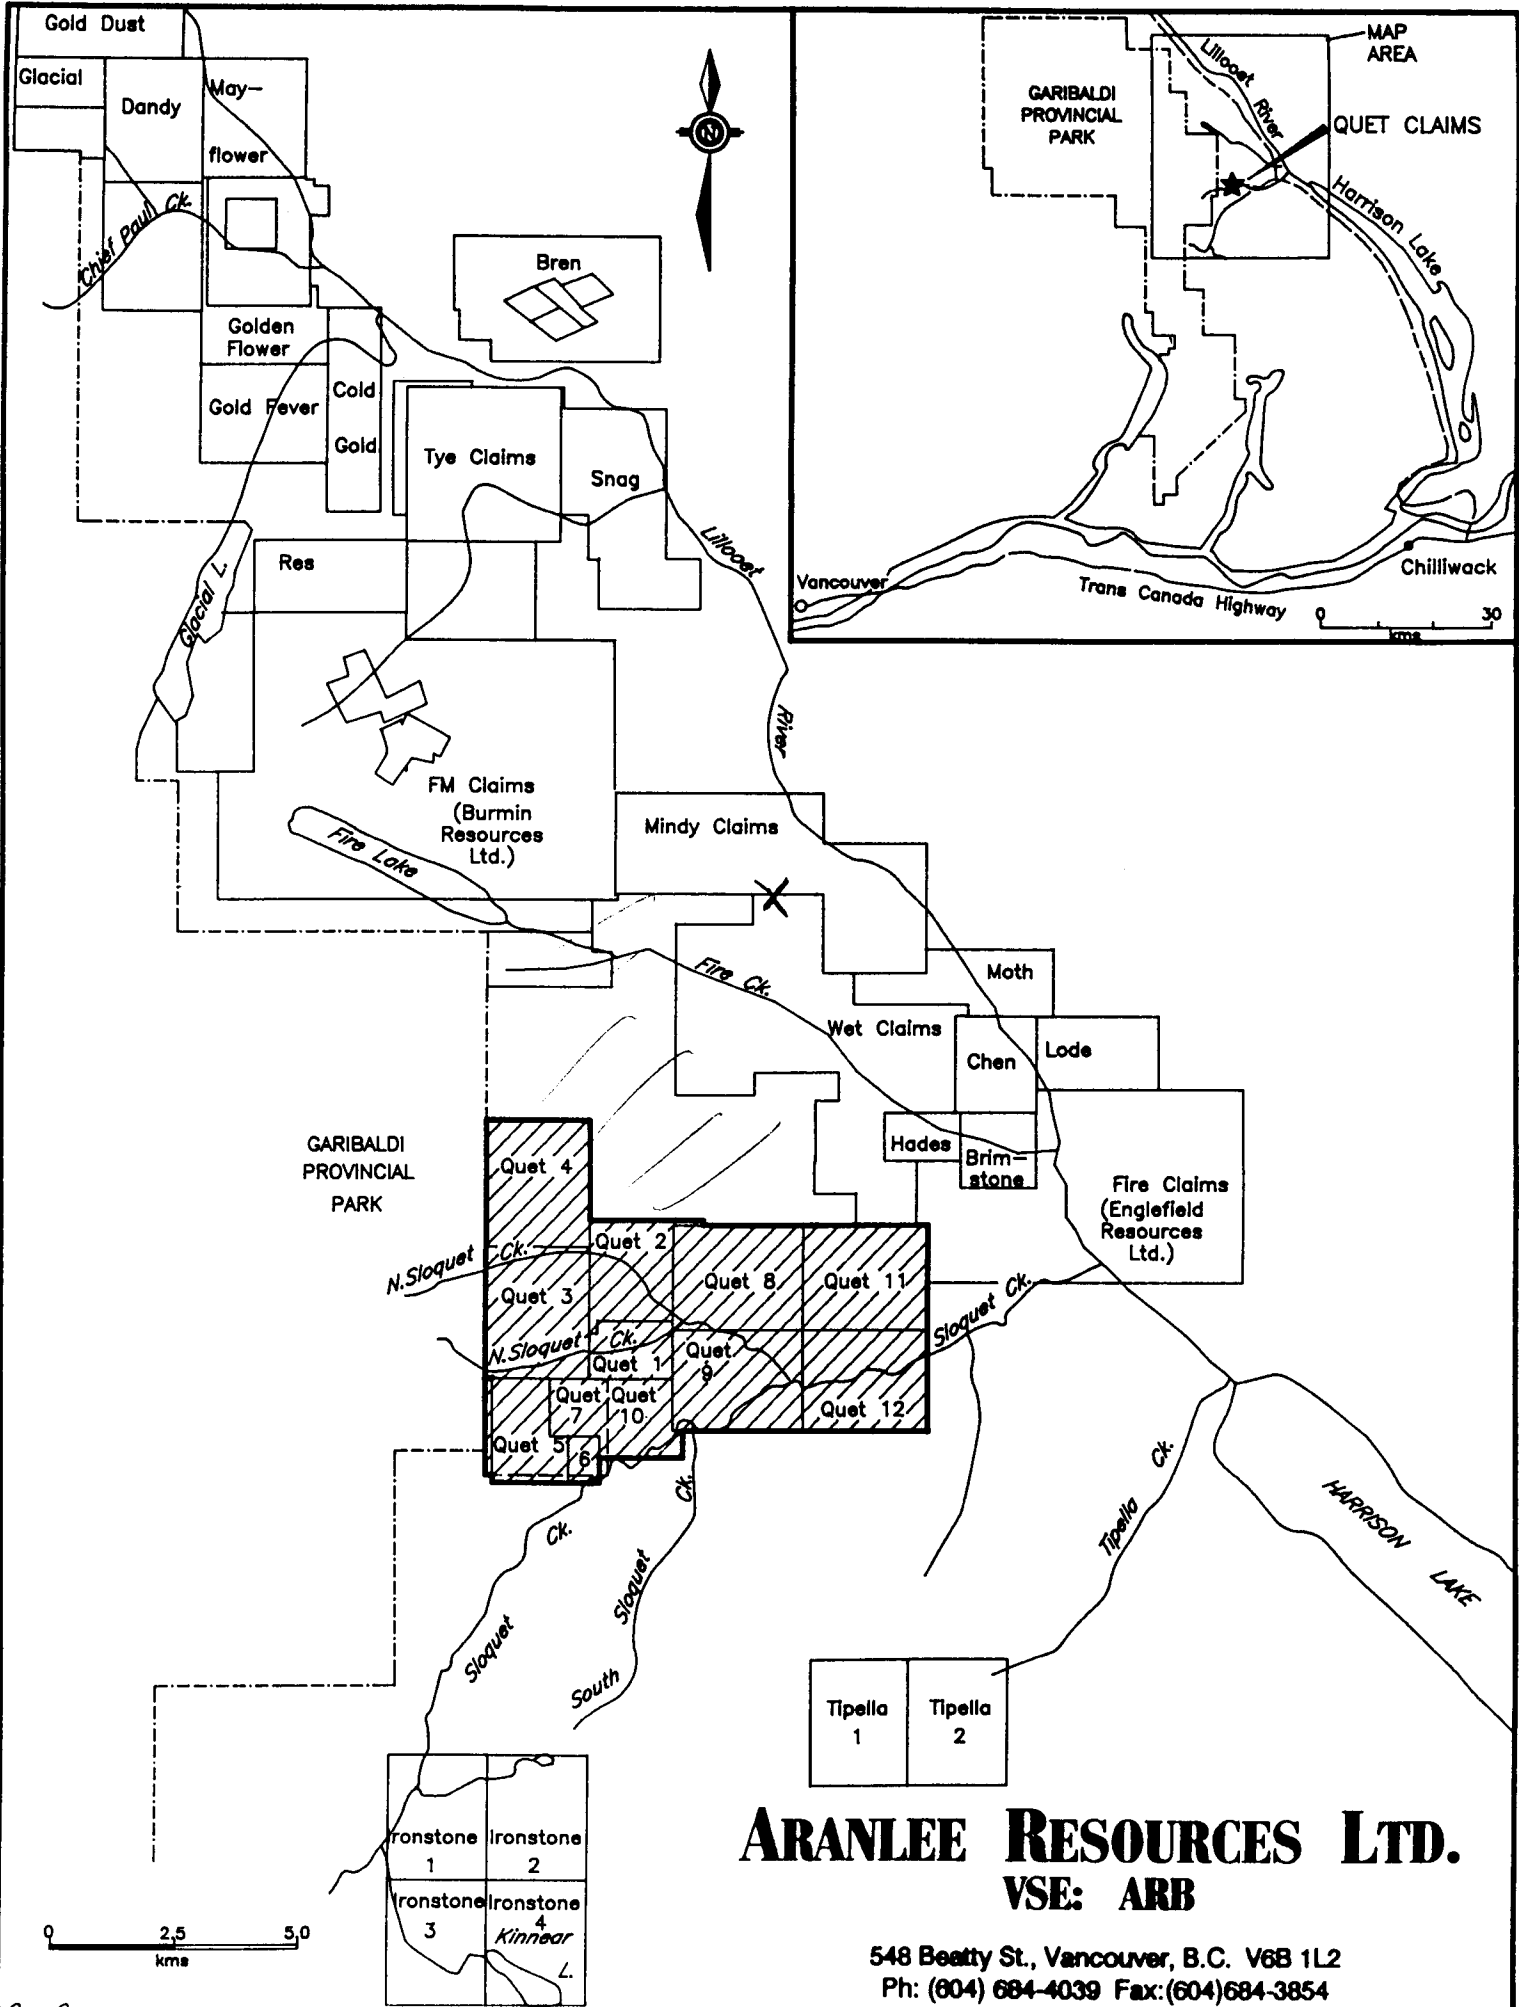 Gold Dust
Glacial
Dandy
May-
flower
Chief Paul Ck.
Golden
Flower
Gold Fever
Cold
Gold
Bren
N
Tye Claims
Snag
Res
Glacial L.
Lillooet
River
FM Claims
(Burmin
Resources
Ltd.)
Fire Lake
Mindy Claims
X
Fire Ck.
Moth
Wet Claims
Chen
Lode
Hades
Brim-
stone
Fire Claims
(Englefield
Resources
Ltd.)
GARIBALDI
PROVINCIAL
PARK
Quet 4
N.Sloquet Ck.
Quet 2
Quet 3
Quet 8
Quet 11
N.Sloquet Ck.
Quet 1
Quet
9
Sloquet Ck.
Quet
7
Quet
10
Quet 12
Quet 5
6
Sloquet Ck.
South Sloquet Ck.
Tipella Ck.
HARRISON
LAKE
Tipella
1
Tipella
2
ronstone
1
Ironstone
2
Ironstone
3
Ironstone
4
Kinnear
L.
0 2.5 5.0
kms
MAP
AREA
Lillooet River
GARIBALDI
PROVINCIAL
PARK
QUET CLAIMS
Harrison Lake
Vancouver
Trans Canada Highway
Chilliwack
0 30
kms
ARANLEE RESOURCES LTD.
VSE: ARB
548 Beatty St., Vancouver, B.C. V6B 1L2
Ph: (604) 684-4039 Fax:(604)684-3854